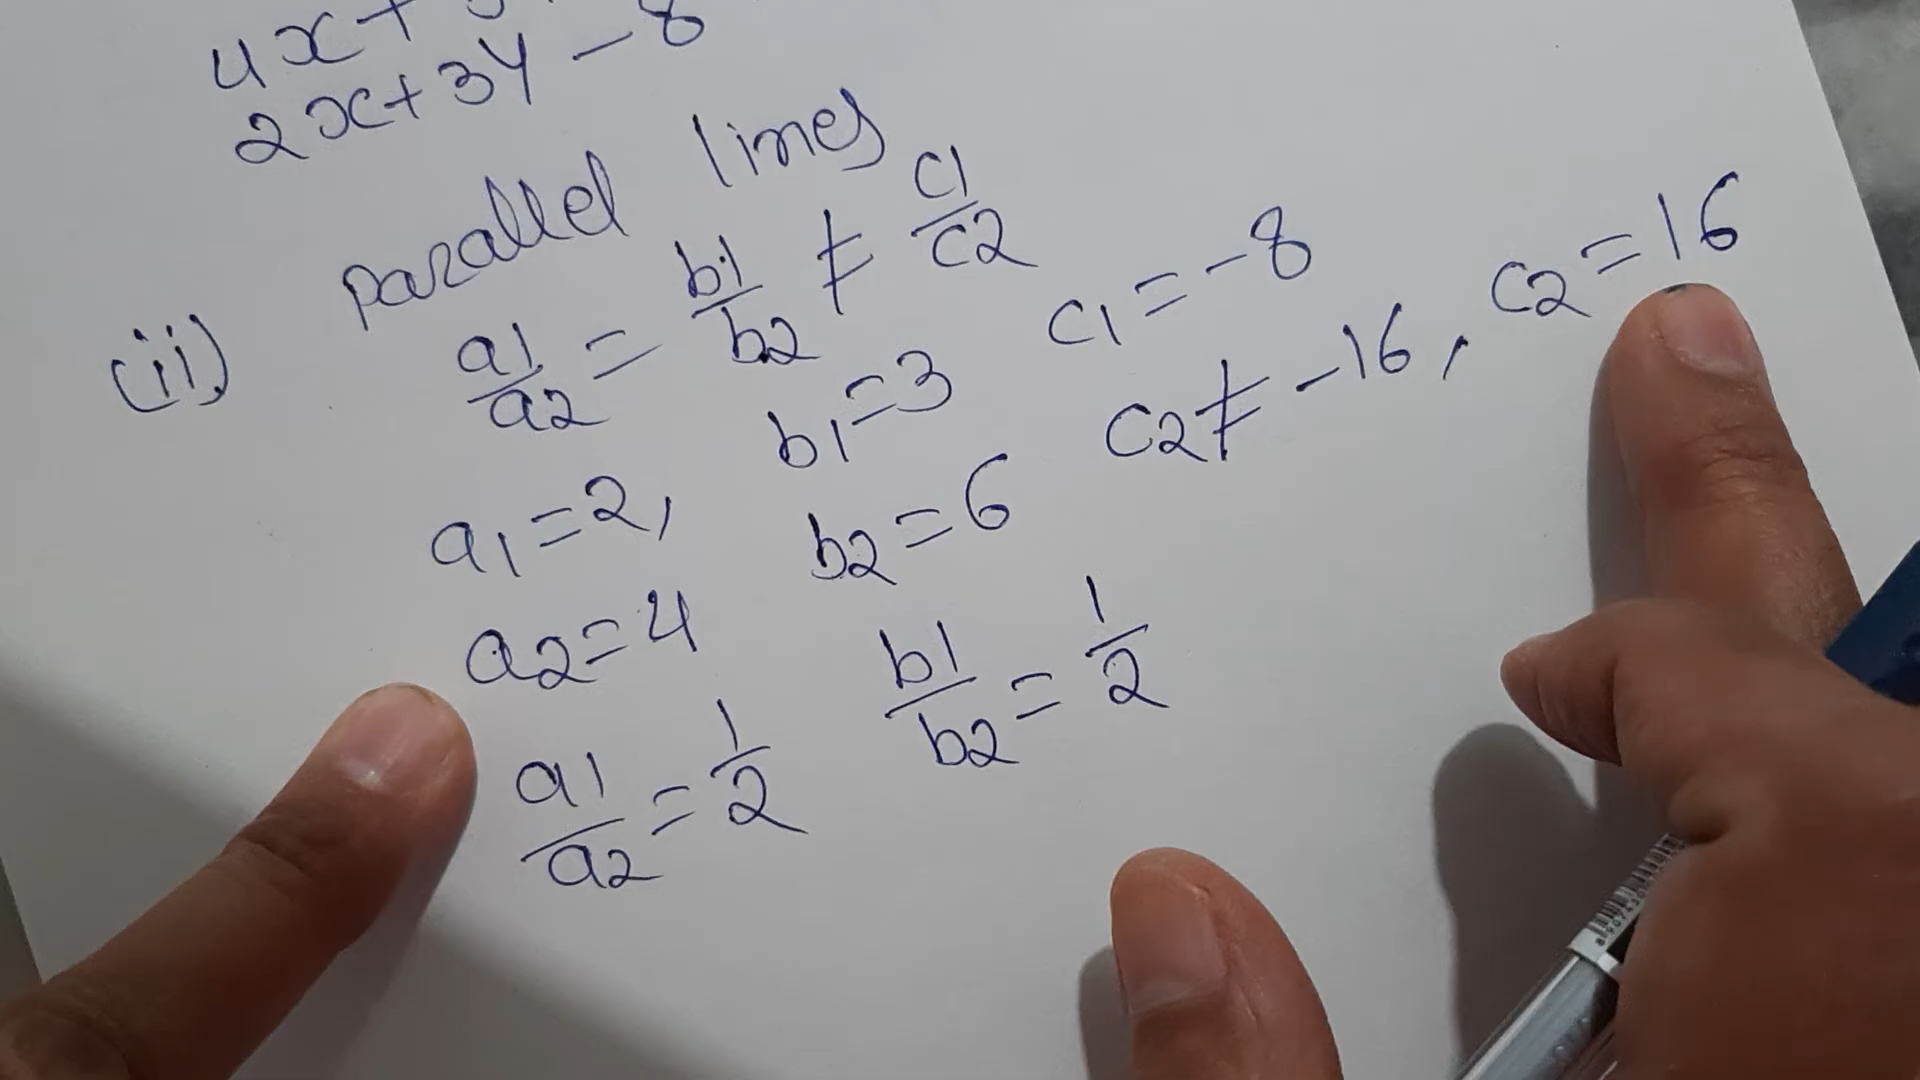 4x+
2x+3y-8
parallel lines
(ii) a1/a2 = b1/b2 ≠ c1/c2
a1=2, b1=3 c1=-8
a2=4 b2=6 c2≠-16, c2=16
a1/a2 = 1/2 b1/b2 = 1/2